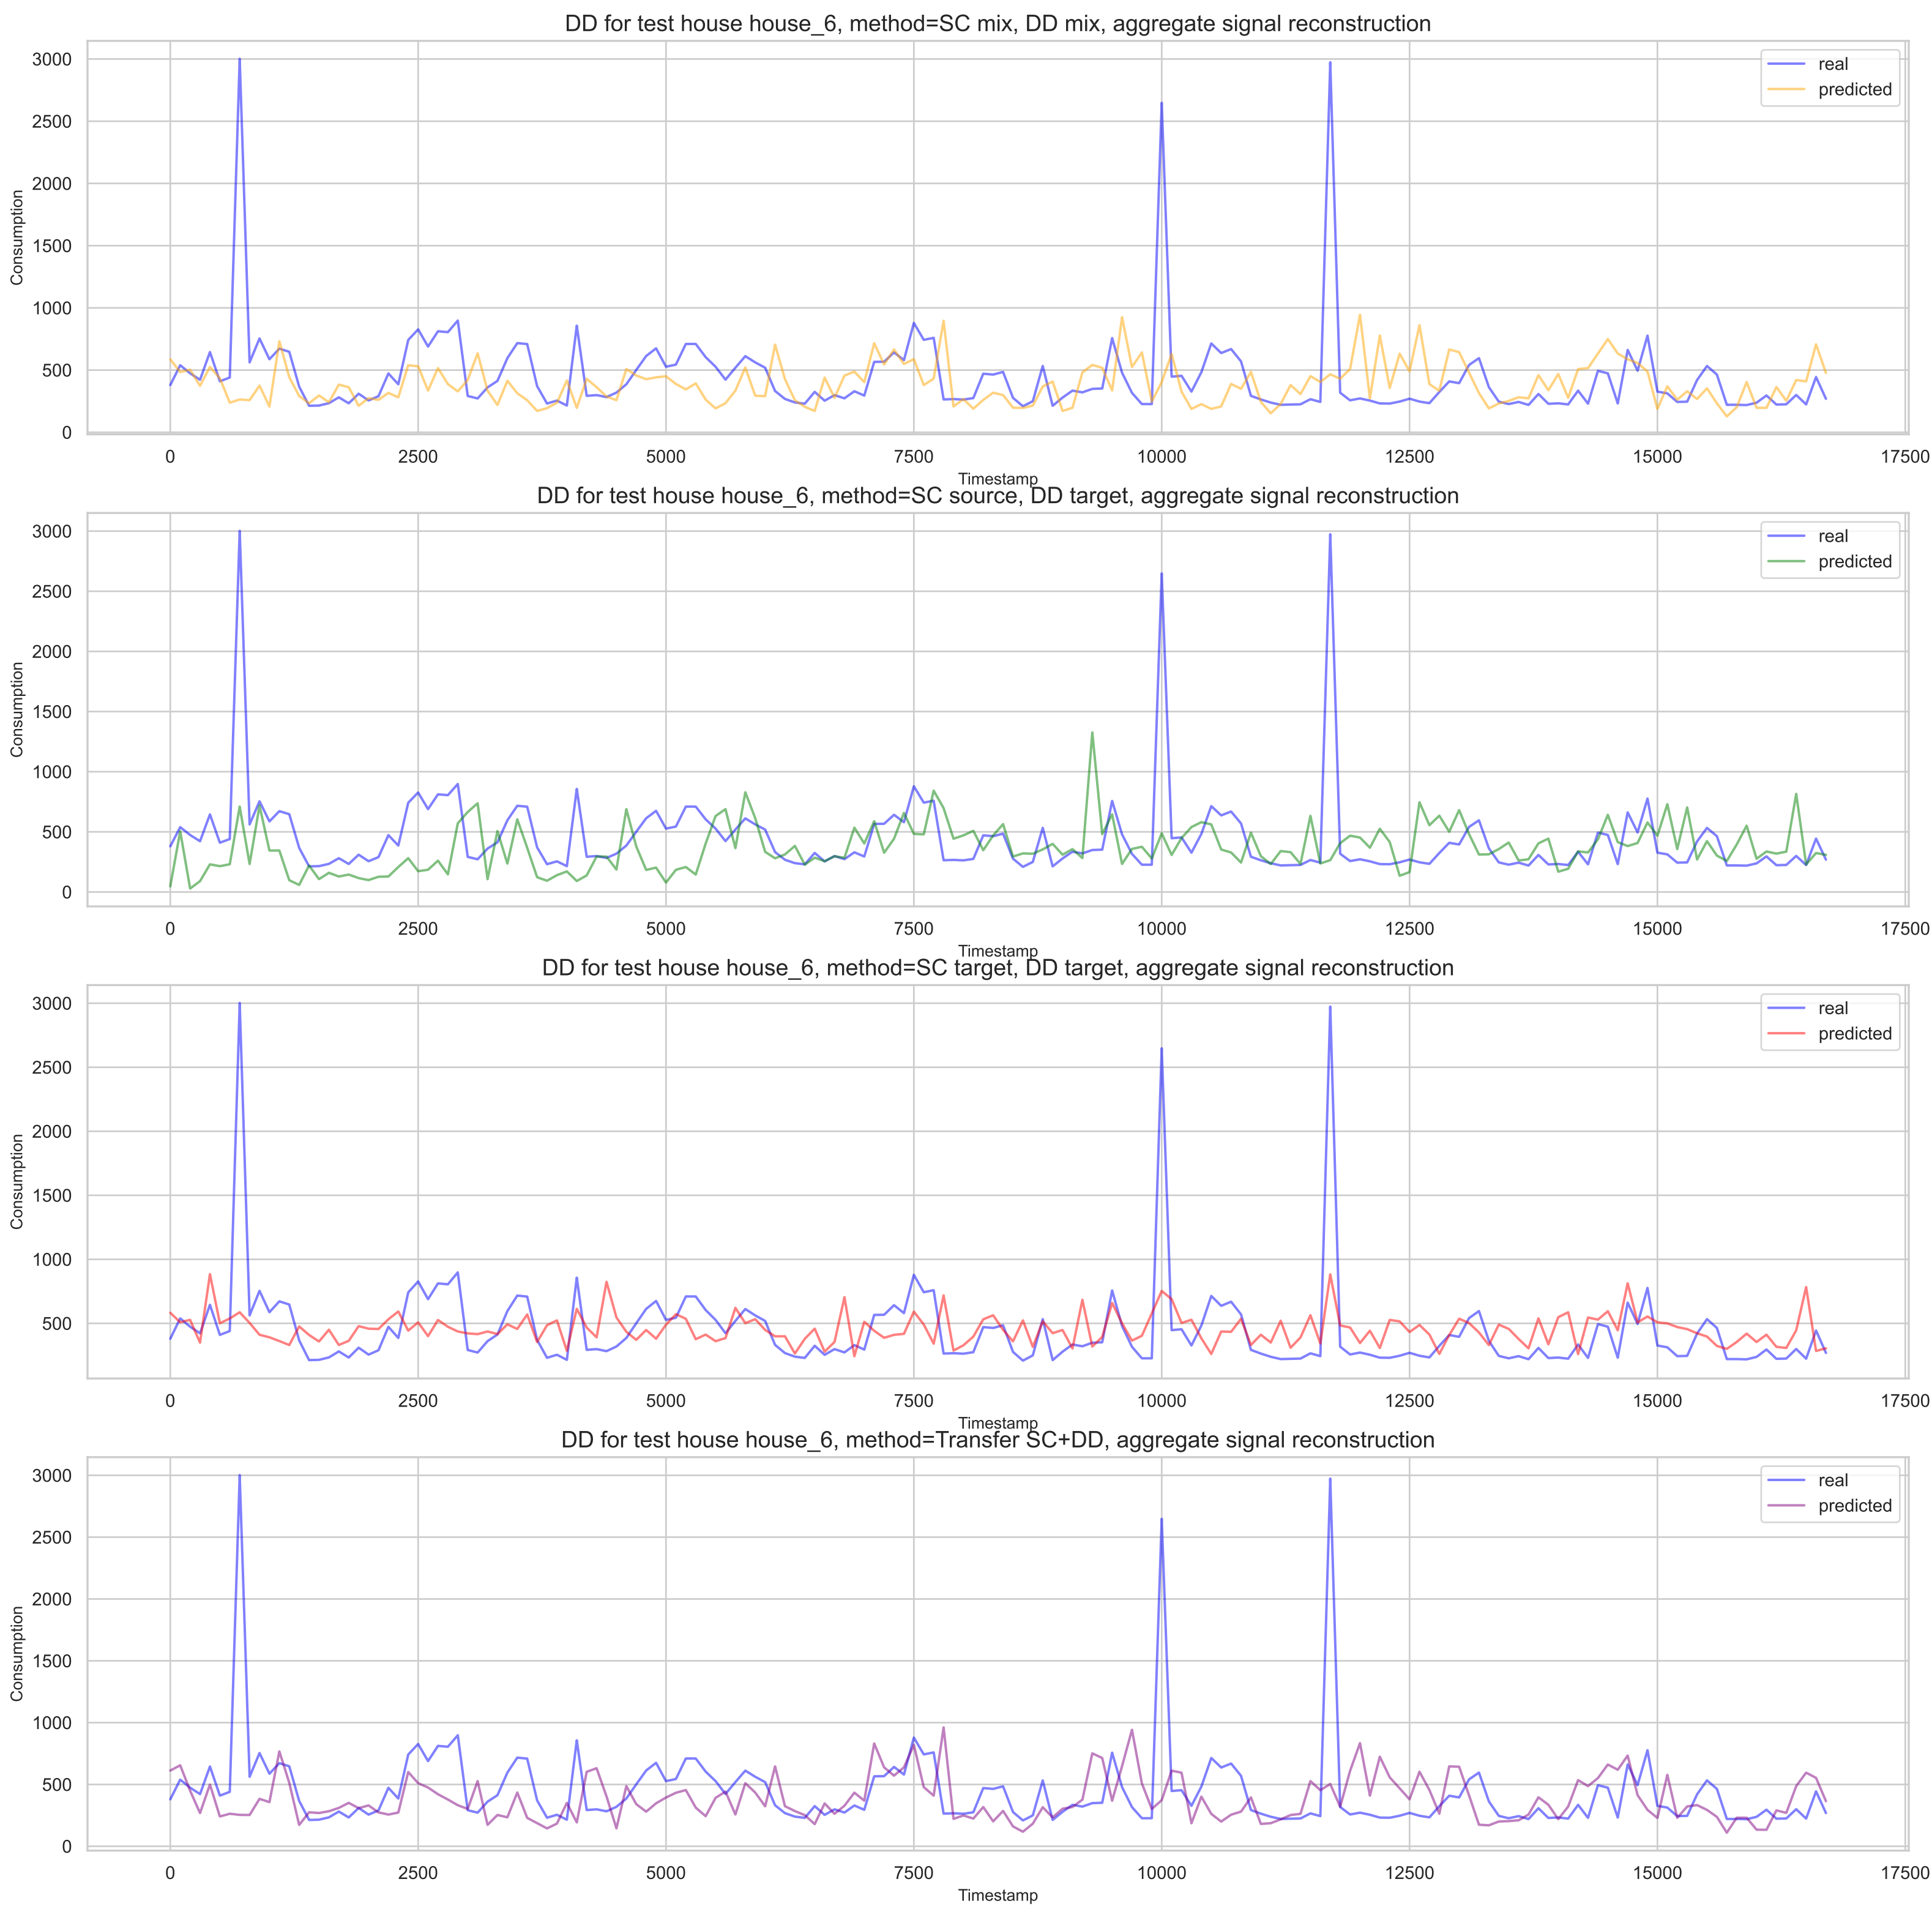 DD for test house house_6, method=SC mix, DD mix, aggregate signal reconstruction
real
predicted
3000
2500
2000
1500
1000
500
0
Consumption
0 2500 5000 7500 10000 12500 15000 17500
Timestamp
DD for test house house_6, method=SC source, DD target, aggregate signal reconstruction
real
predicted
3000
2500
2000
1500
1000
500
0
Consumption
0 2500 5000 7500 10000 12500 15000 17500
Timestamp
DD for test house house_6, method=SC target, DD target, aggregate signal reconstruction
real
predicted
3000
2500
2000
1500
1000
500
Consumption
0 2500 5000 7500 10000 12500 15000 17500
Timestamp
DD for test house house_6, method=Transfer SC+DD, aggregate signal reconstruction
real
predicted
3000
2500
2000
1500
1000
500
0
Consumption
0 2500 5000 7500 10000 12500 15000 17500
Timestamp